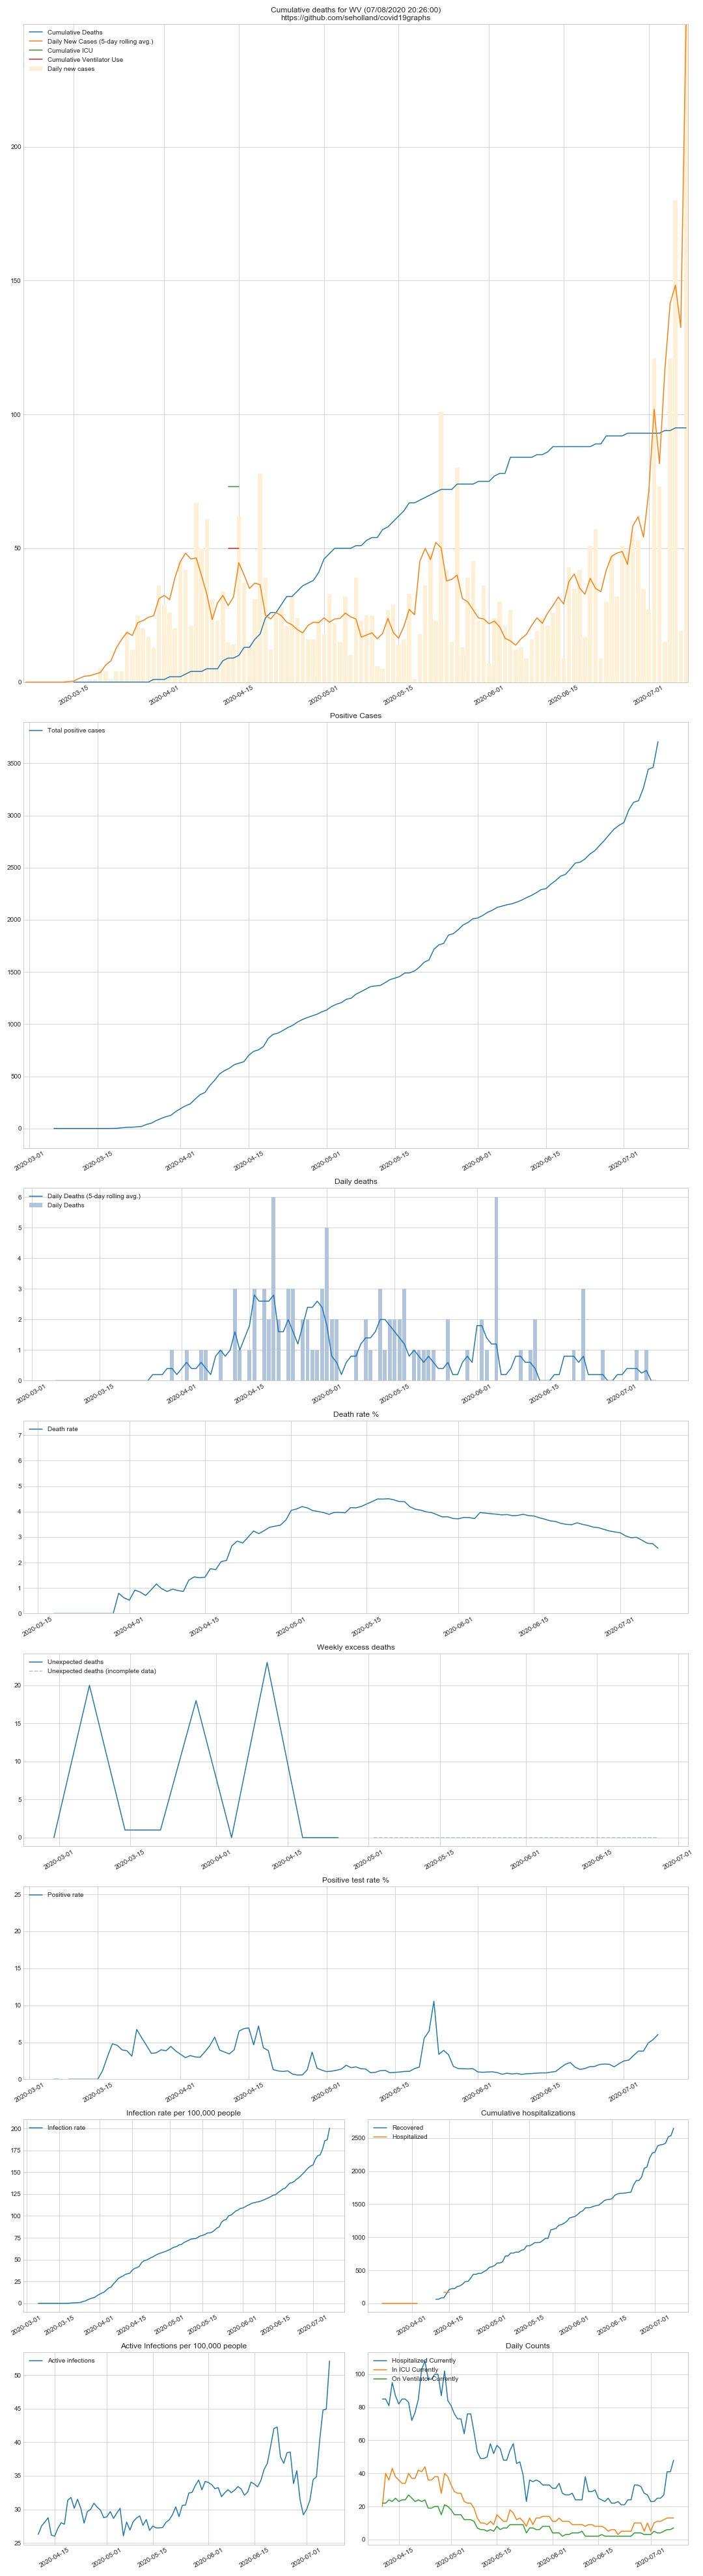 Cumulative deaths for WV (07/08/2020 20:26:00)
https://github.com/seholland/covid19graphs
Cumulative Deaths
Daily New Cases (5-day rolling avg.)
Cumulative ICU
Cumulative Ventilator Use
Daily new cases
200
150
100
50
0
2020-03-15 2020-04-01 2020-04-15 2020-05-01 2020-05-15 2020-06-01 2020-06-15 2020-07-01
Positive Cases
Total positive cases
3500
3000
2500
2000
1500
1000
500
0
2020-03-01 2020-03-15 2020-04-01 2020-04-15 2020-05-01 2020-05-15 2020-06-01 2020-06-15 2020-07-01
Daily deaths
Daily Deaths (5-day rolling avg.)
Daily Deaths
6
5
4
3
2
1
0
2020-03-01 2020-03-15 2020-04-01 2020-04-15 2020-05-01 2020-05-15 2020-06-01 2020-06-15 2020-07-01
Death rate %
Death rate
7
6
5
4
3
2
1
0
2020-03-15 2020-04-01 2020-04-15 2020-05-01 2020-05-15 2020-06-01 2020-06-15 2020-07-01
Weekly excess deaths
Unexpected deaths
Unexpected deaths (incomplete data)
20
15
10
5
0
2020-03-01 2020-03-15 2020-04-01 2020-04-15 2020-05-01 2020-05-15 2020-06-01 2020-06-15 2020-07-01
Positive test rate %
Positive rate
25
20
15
10
5
0
2020-03-01 2020-03-15 2020-04-01 2020-04-15 2020-05-01 2020-05-15 2020-06-01 2020-06-15 2020-07-01
Infection rate per 100,000 people
Infection rate
200
175
150
125
100
75
50
25
0
2020-03-01 2020-03-15 2020-04-01 2020-04-15 2020-05-01 2020-05-15 2020-06-01 2020-06-15 2020-07-01
Cumulative hospitalizations
Recovered
Hospitalized
2500
2000
1500
1000
500
0
2020-04-01 2020-04-15 2020-05-01 2020-05-15 2020-06-01 2020-06-15 2020-07-01
Active Infections per 100,000 people
Active infections
50
45
40
35
30
25
2020-04-15 2020-05-01 2020-05-15 2020-06-01 2020-06-15 2020-07-01
Daily Counts
Hospitalized Currently
In ICU Currently
On Ventilator Currently
100
80
60
40
20
0
2020-04-15 2020-05-01 2020-05-15 2020-06-01 2020-06-15 2020-07-01